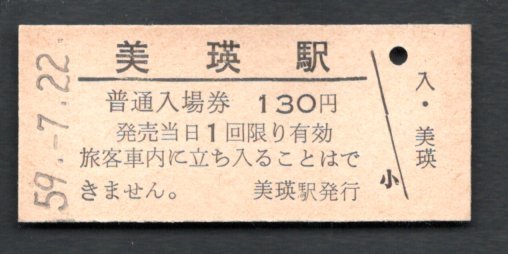 美瑛駅
普通入場券 130円
発売当日1回限り有効
旅客車内に立ち入ることはで
きません。 美瑛駅発行
小
入・美瑛
59.-7.22.